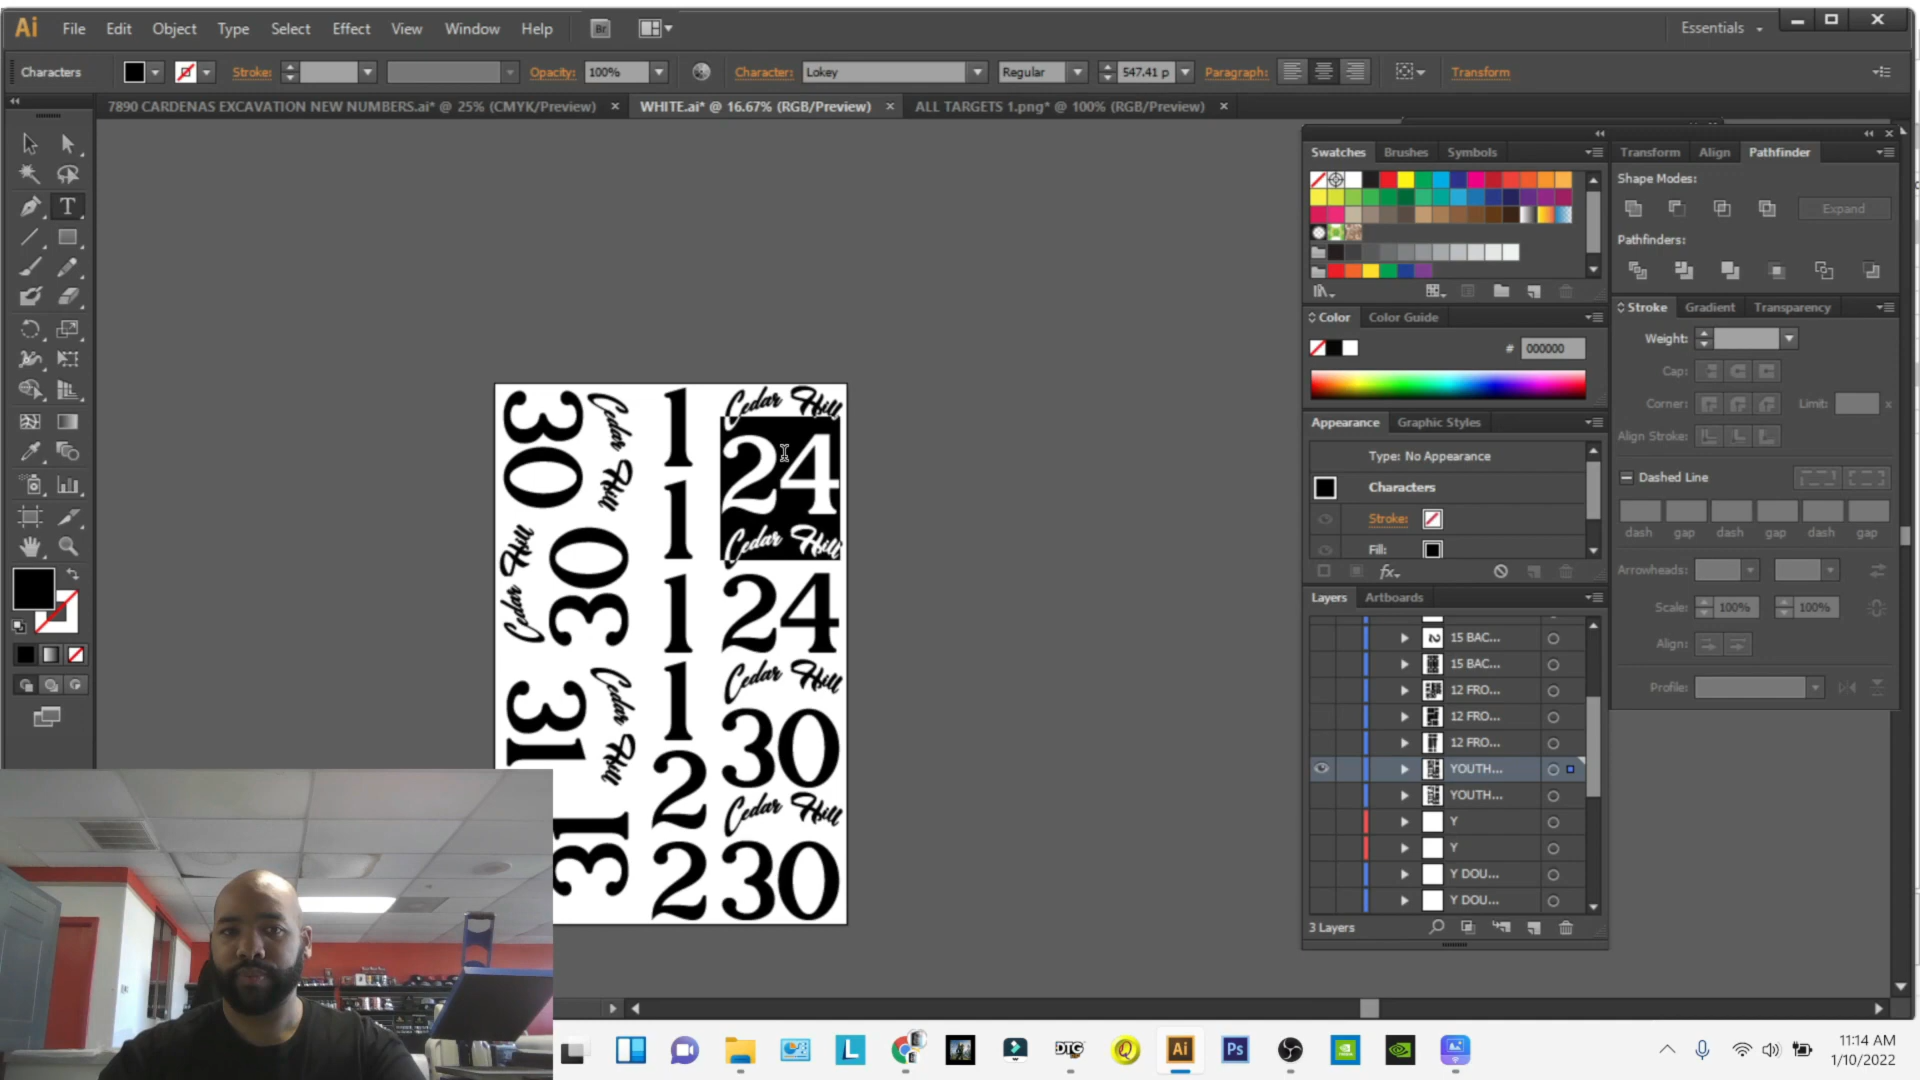 Ai File Edit Object Type Select Effect View Window Help Br Essentials
Characters Stroke: Opacity: 100% Character: Lokey Regular 547.41 p Paragraph: Transform
7890 CARDENAS EXCAVATION NEW NUMBERS.ai* @ 25% (CMYK/Preview) × WHITE.ai* @ 16.67% (RGB/Preview) × ALL TARGETS 1.png* @ 100% (RGB/Preview) ×
Swatches Brushes Symbols
Transform Align Pathfinder
Shape Modes:
Expand
Pathfinders:
Color Color Guide
# 000000
Stroke Gradient Transparency
Weight:
Cap:
Corner: Limit: x
Align Stroke:
Dashed Line
dash gap dash gap dash gap
Arrowheads:
Scale: 100% 100%
Align:
Profile:
Appearance Graphic Styles
Type: No Appearance
Characters
Stroke:
Fill:
fx
Layers Artboards
15 BAC...
15 BAC...
12 FRO...
12 FRO...
12 FRO...
YOUTH...
YOUTH...
Y
Y
Y DOU...
Y DOU...
3 Layers
30
Cedar Hill
1
Cedar Hill
24
Cedar Hill
1
Cedar Hill
30
1
24
Cedar Hill
31
Cedar Hill
1
30
Cedar Hill
2
31
2
30
L DTG Q Ai Ps
11:14 AM
1/10/2022